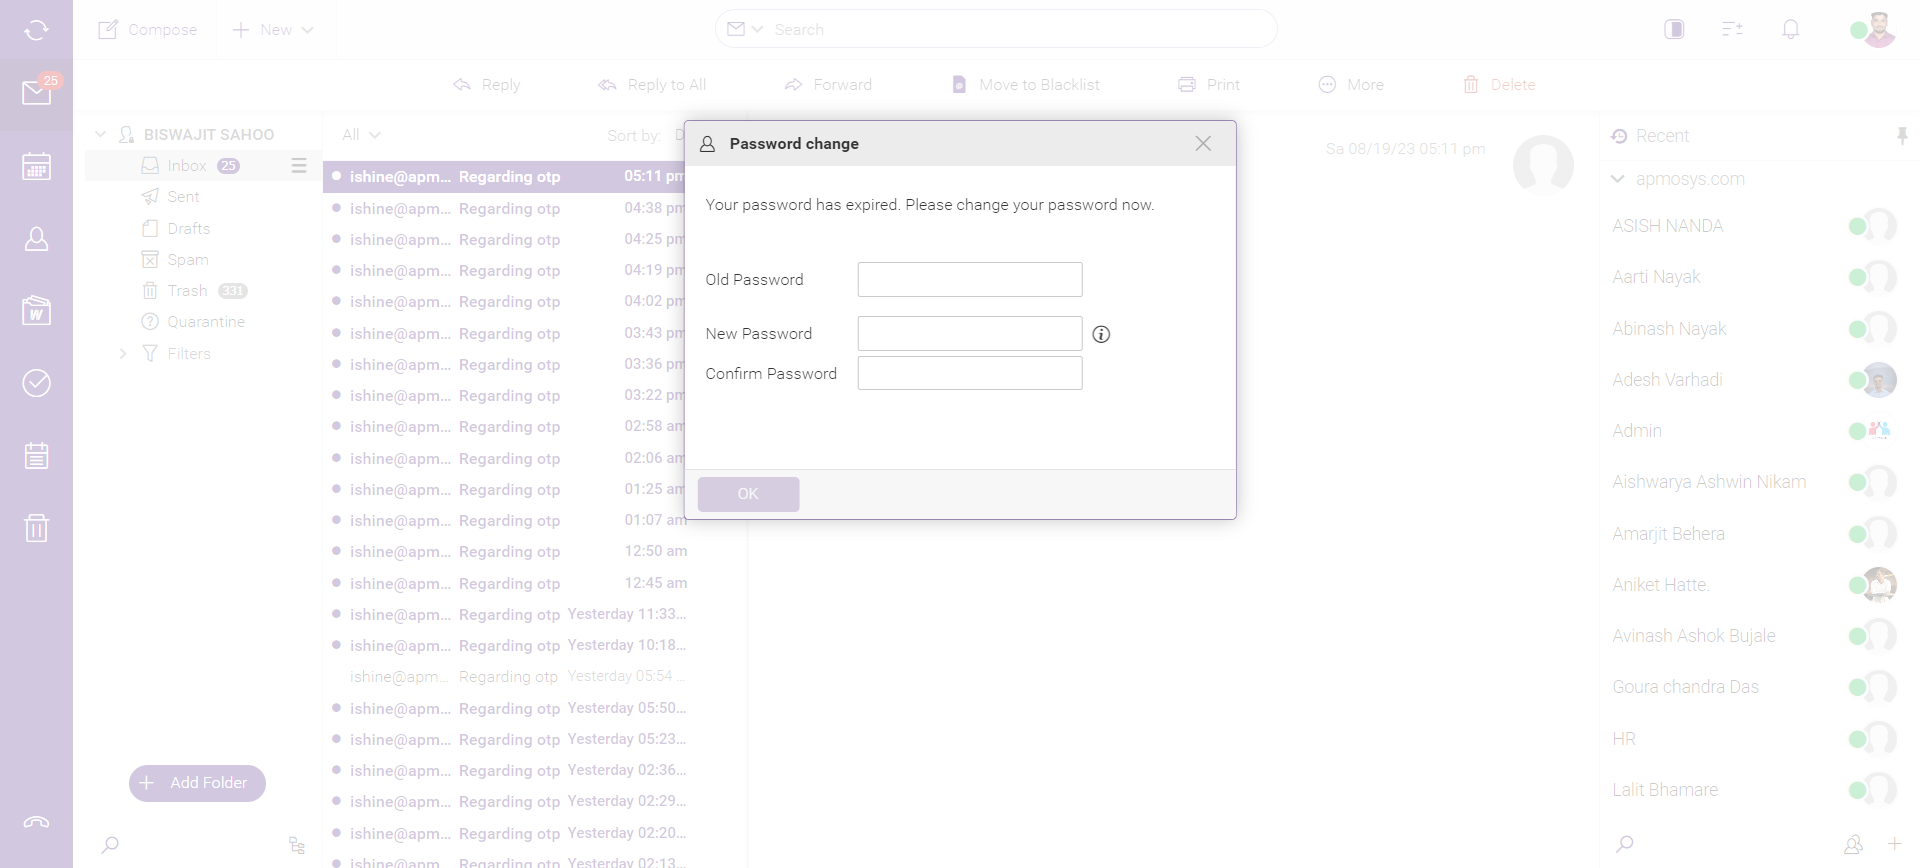 Compose
New
Search
25
Reply
Reply to All
Forward
Move to Blacklist
Print
More
Delete
BISWAJIT SAHOO
Inbox 25
Sent
Drafts
Spam
Trash 331
Quarantine
Filters
Add Folder
All
Sort by:
ishine@apm... Regarding otp 05:11 pm
ishine@apm... Regarding otp 04:38 pm
ishine@apm... Regarding otp 04:25 pm
ishine@apm... Regarding otp 04:19 pm
ishine@apm... Regarding otp 04:02 pm
ishine@apm... Regarding otp 03:43 pm
ishine@apm... Regarding otp 03:36 pm
ishine@apm... Regarding otp 03:22 pm
ishine@apm... Regarding otp 02:58 am
ishine@apm... Regarding otp 02:06 am
ishine@apm... Regarding otp 01:25 am
ishine@apm... Regarding otp 01:07 am
ishine@apm... Regarding otp 12:50 am
ishine@apm... Regarding otp 12:45 am
ishine@apm... Regarding otp Yesterday 11:33...
ishine@apm... Regarding otp Yesterday 10:18...
ishine@apm... Regarding otp Yesterday 05:54 ...
ishine@apm... Regarding otp Yesterday 05:50...
ishine@apm... Regarding otp Yesterday 05:23...
ishine@apm... Regarding otp Yesterday 02:36...
ishine@apm... Regarding otp Yesterday 02:29...
ishine@apm... Regarding otp Yesterday 02:20...
ishine@apm... Regarding otp Yesterday 02:13...
Password change
Your password has expired. Please change your password now.
Old Password
New Password
Confirm Password
OK
Sa 08/19/23 05:11 pm
Recent
apmosys.com
ASISH NANDA
Aarti Nayak
Abinash Nayak
Adesh Varhadi
Admin
Aishwarya Ashwin Nikam
Amarjit Behera
Aniket Hatte.
Avinash Ashok Bujale
Goura chandra Das
HR
Lalit Bhamare